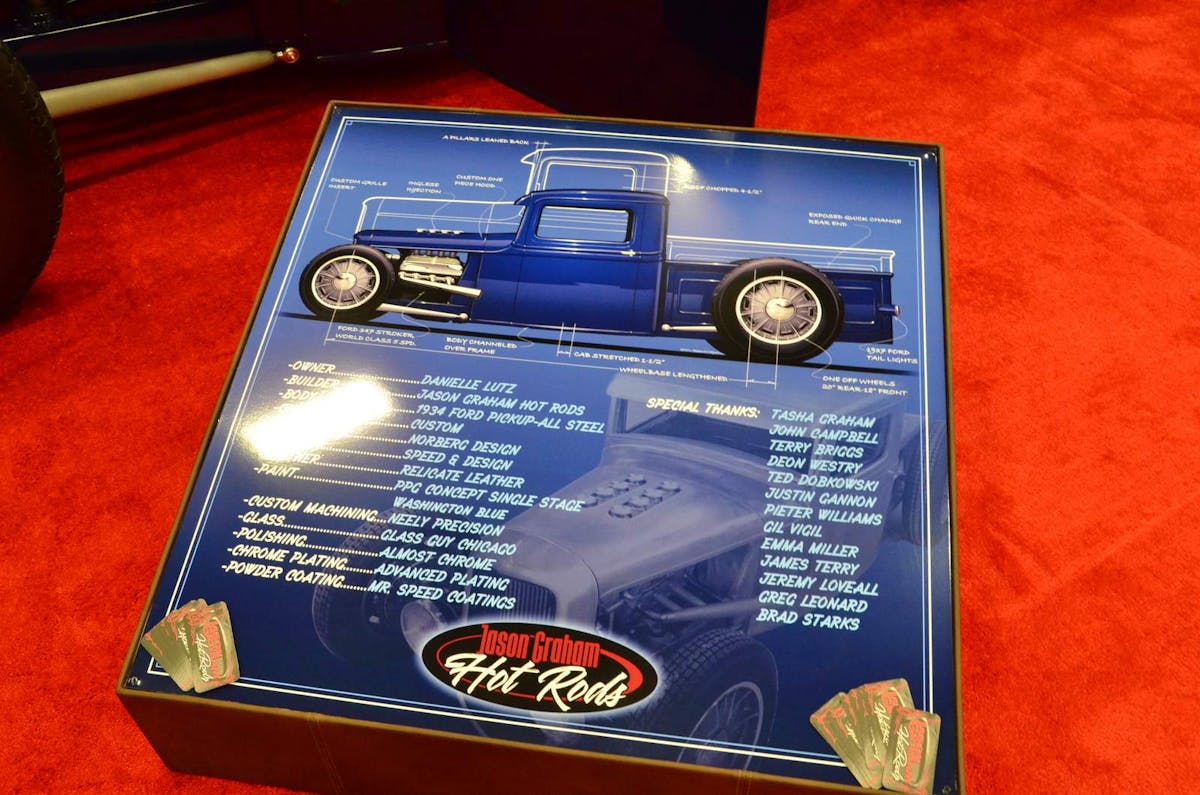 A PILLARS LEANED BACK
CUSTOM GRILLE
INSERT
INGLESE
INJECTION
CUSTOM ONE
PIECE HOOD
ROOF CHOPPED 4-1/2"
EXPOSED QUICK CHANGE
REAR END
FORD 347 STROKER
WORLD CLASS 5 SPD.
BODY CHANNELED
OVER FRAME
CAB STRETCHED 1-1/2"
WHEELBASE LENGTHENED
1937 FORD
TAIL LIGHTS
ONE OFF WHEELS
20" REAR-18" FRONT
-OWNER..........DANIELLE LUTZ
-BUILDER..........JASON GRAHAM HOT RODS
-BODY..........1934 FORD PICKUP-ALL STEEL
CUSTOM
NORBERG DESIGN
SPEED & DESIGN
RELICATE LEATHER
-PAINT..........PPG CONCEPT SINGLE STAGE
WASHINGTON BLUE
-CUSTOM MACHINING..NEELY PRECISION
-GLASS..........GLASS GUY CHICAGO
-POLISHING..........ALMOST CHROME
-CHROME PLATING......ADVANCED PLATING
-POWDER COATING.......MR. SPEED COATINGS
SPECIAL THANKS: TASHA GRAHAM
JOHN CAMPBELL
TERRY BRIGGS
DEON WESTRY
TED DOBKOWSKI
JUSTIN GANNON
PIETER WILLIAMS
GIL VIGIL
EMMA MILLER
JAMES TERRY
JEREMY LOVEALL
GREG LEONARD
BRAD STARKS
Jason Graham
Hot Rods
Hot Rods
Hot Rods